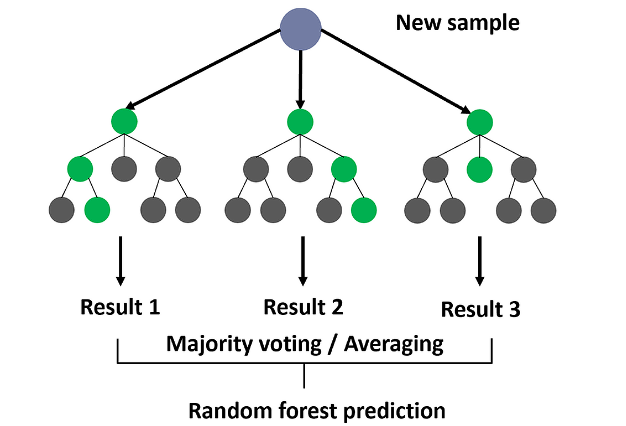 New sample
Result 1
Result 2
Result 3
Majority voting / Averaging
Random forest prediction